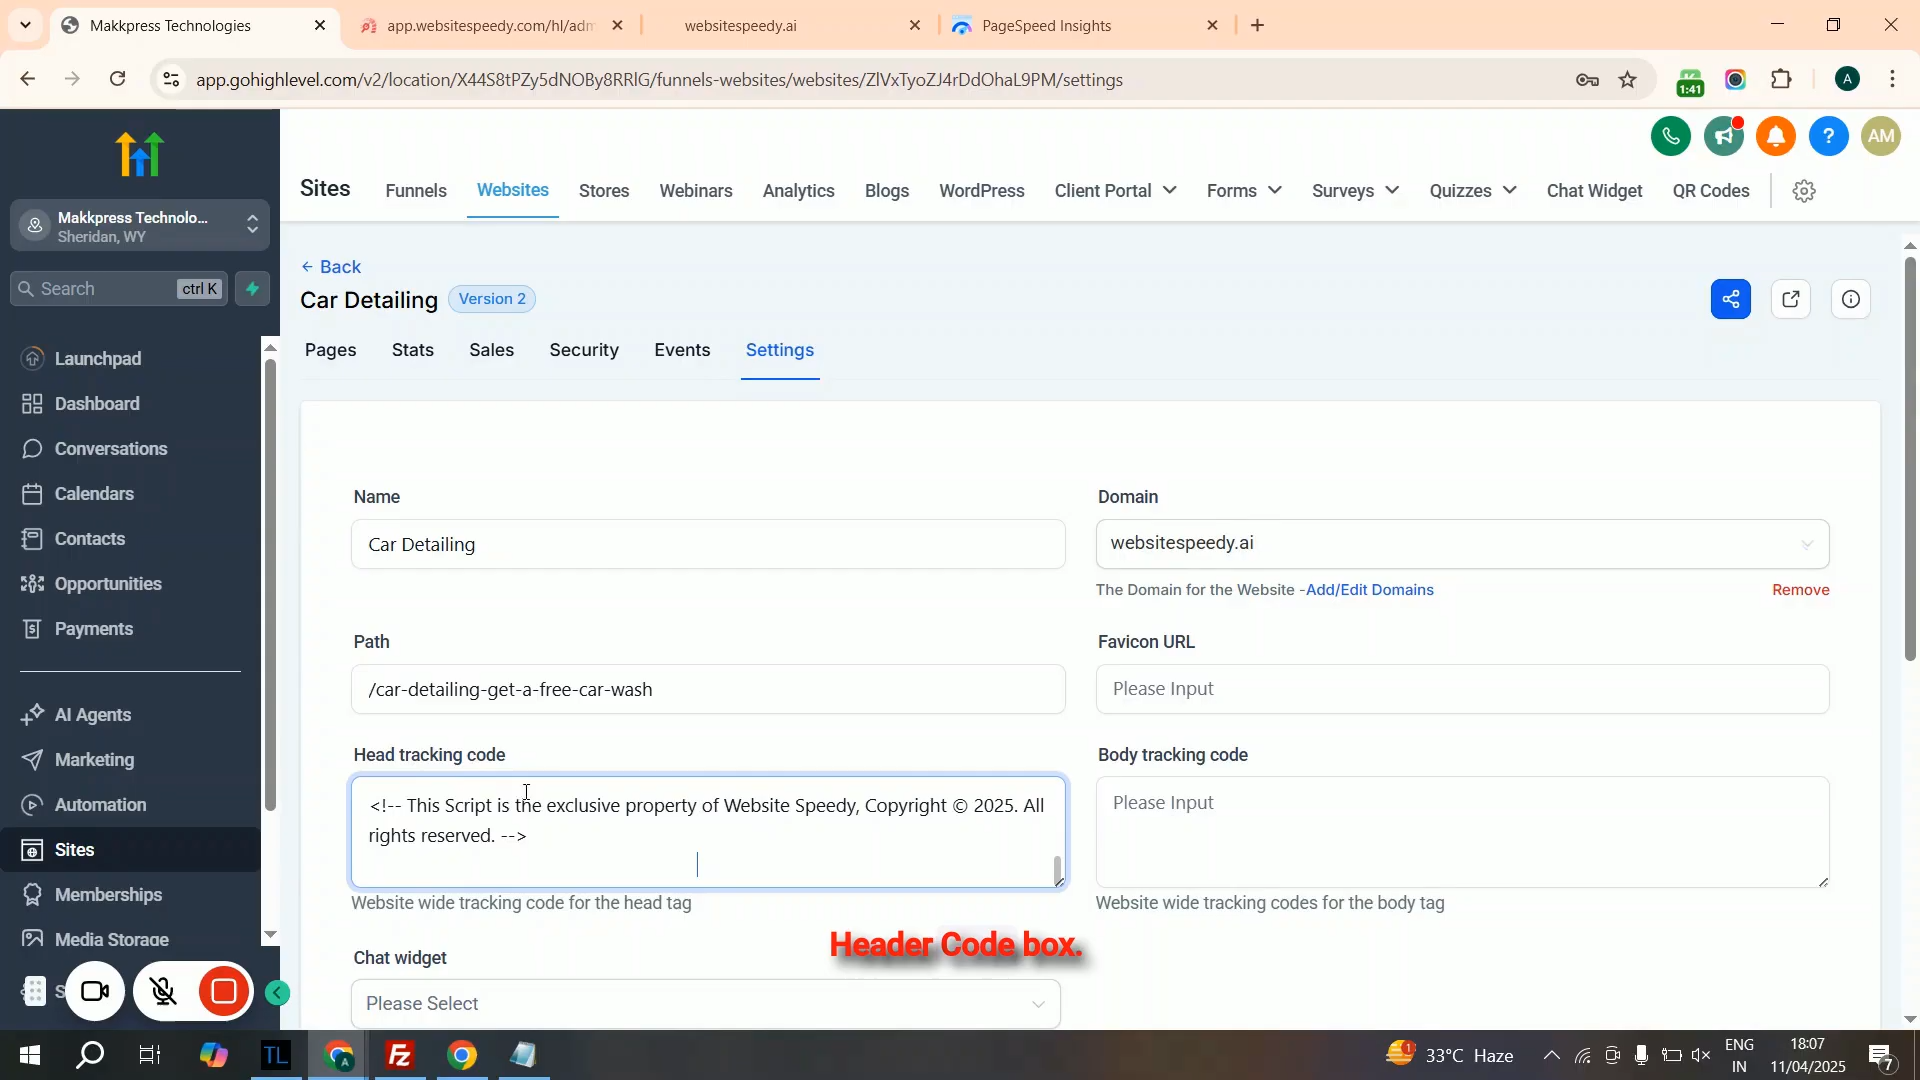 Makkpress Technologies
app.websitespeedy.com/hl/adm
websitespeedy.ai
PageSpeed Insights
app.gohighlevel.com/v2/location/X44S8tPZy5dNOBy8RRlG/funnels-websites/websites/ZlVxTyoZJ4rDdOhaL9PM/settings
1:41
A
AM
Makkpress Technolo...
Sheridan, WY
Search ctrl K
Launchpad
Dashboard
Conversations
Calendars
Contacts
Opportunities
Payments
AI Agents
Marketing
Automation
Sites
Memberships
Media Storage
S
Sites Funnels Websites Stores Webinars Analytics Blogs WordPress Client Portal Forms Surveys Quizzes Chat Widget QR Codes
← Back
Car Detailing Version 2
Pages Stats Sales Security Events Settings
Name
Car Detailing
Domain
websitespeedy.ai
The Domain for the Website -Add/Edit Domains Remove
Path
/car-detailing-get-a-free-car-wash
Favicon URL
Please Input
Head tracking code
<!-- This Script is the exclusive property of Website Speedy, Copyright © 2025. All
rights reserved. -->
Website wide tracking code for the head tag
Body tracking code
Please Input
Website wide tracking codes for the body tag
Header Code box.
Chat widget
Please Select
TL
A
Fz
1
33°C Haze
ENG
IN
18:07
11/04/2025
7